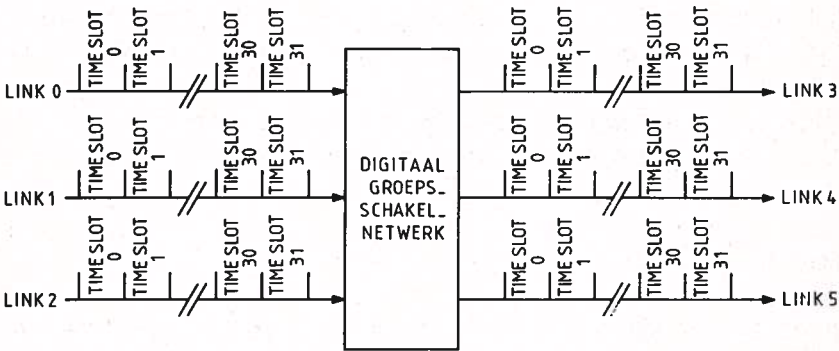 TIME SLOT 0 TIME SLOT 1 TIME SLOT 30 TIME SLOT 31
LINK 0
TIME SLOT 0 TIME SLOT 1 TIME SLOT 30 TIME SLOT 31
LINK 3
TIME SLOT 0 TIME SLOT 1 TIME SLOT 30 TIME SLOT 31
LINK 1
DIGITAAL
GROEPS_
SCHAKEL_
NETWERK
TIME SLOT 0 TIME SLOT 1 TIME SLOT 30 TIME SLOT 31
LINK 4
TIME SLOT 0 TIME SLOT 1 TIME SLOT 30 TIME SLOT 31
LINK 2
TIME SLOT 0 TIME SLOT 1 TIME SLOT 30 TIME SLOT 31
LINK 5